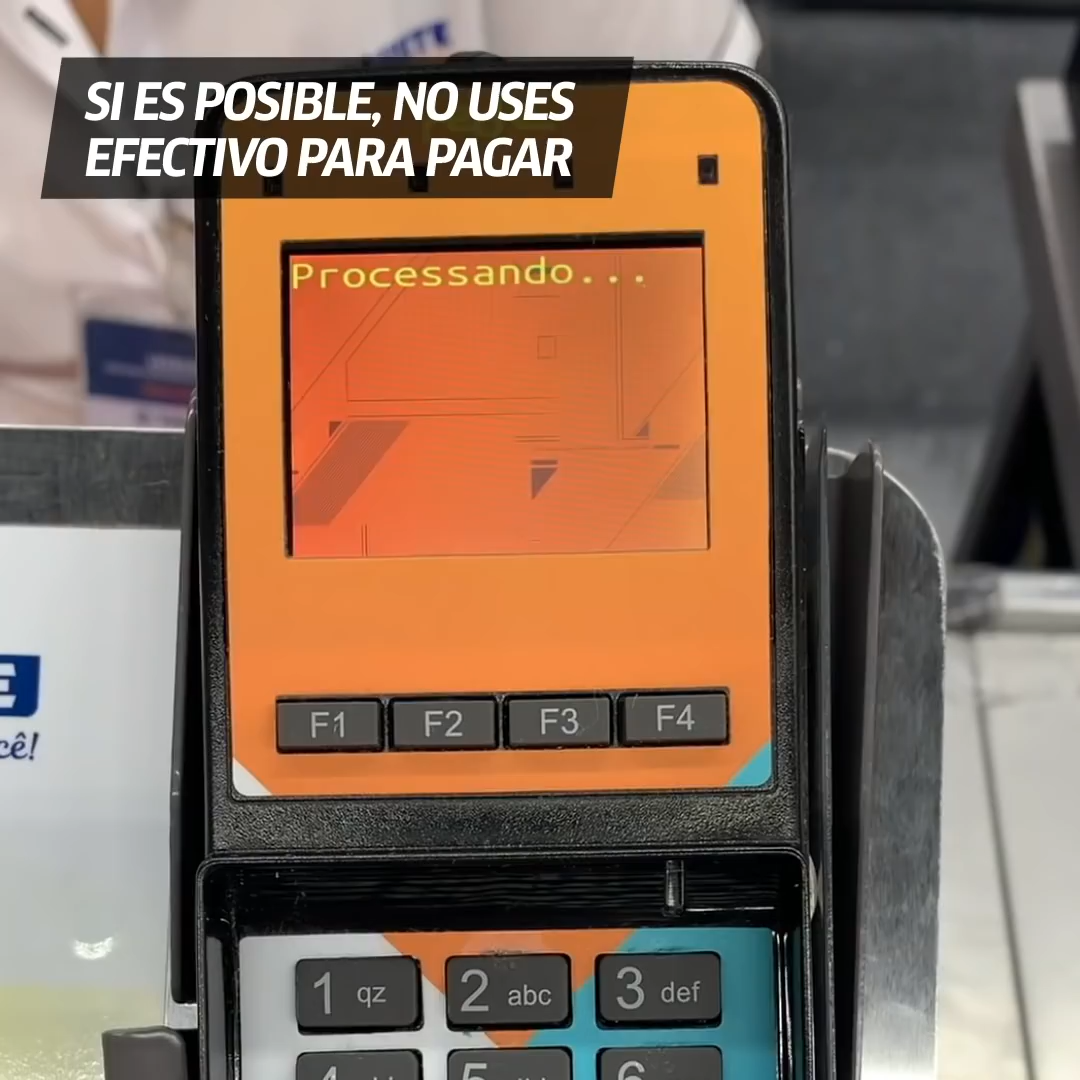 SI ES POSIBLE, NO USES
EFECTIVO PARA PAGAR
Processando...
E
cê!
F1 F2 F3 F4
1 qz 2 abc 3 def